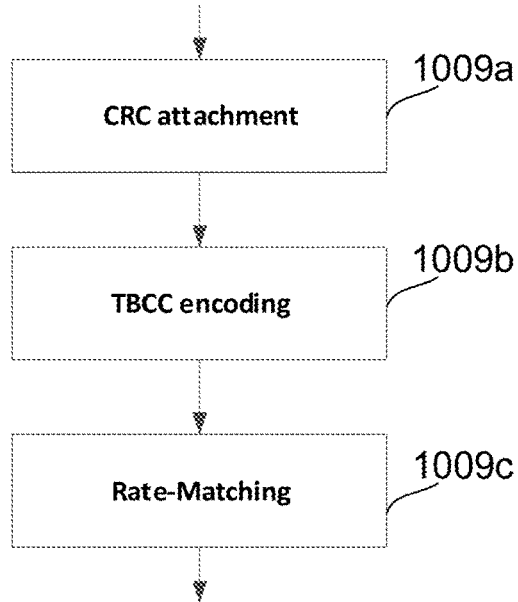 1009a
CRC attachment
1009b
TBCC encoding
1009c
Rate-Matching